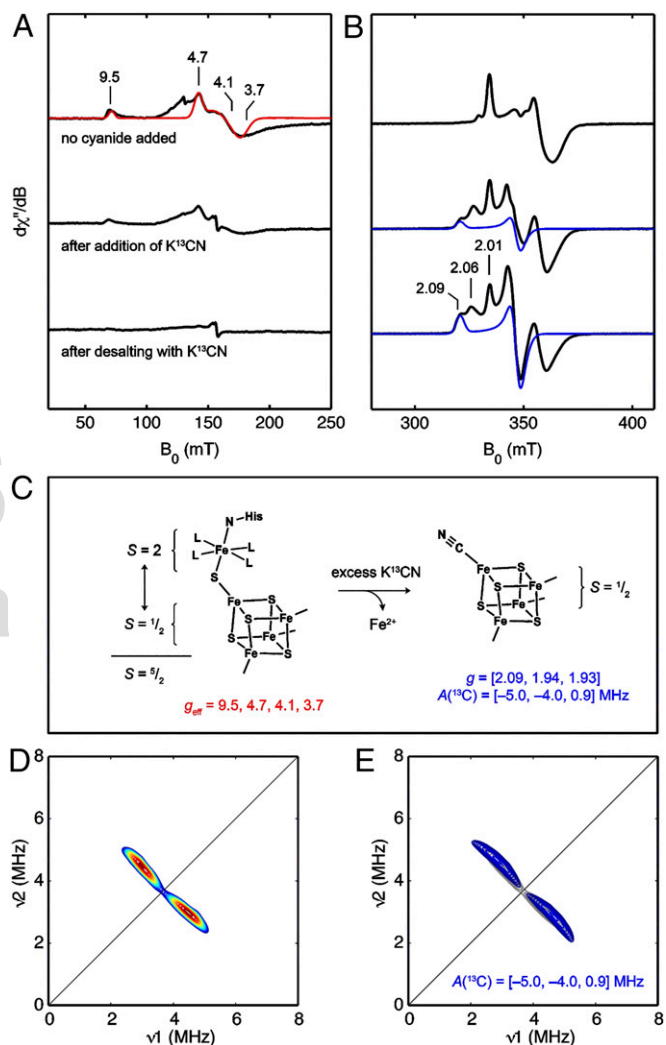 A
B
9.5
4.7
4.1
3.7
no cyanide added
after addition of K¹³CN
after desalting with K¹³CN
2.09
2.06
2.01
dχ"/dB
50 100 150 200 250
B₀ (mT)
300 350 400
B₀ (mT)
C
N–His
S = 2
L Fe L
L L
S
S = ¹/₂
Fe S
S Fe
S Fe
Fe S
S = ⁵/₂
gₑff = 9.5, 4.7, 4.1, 3.7
excess K¹³CN
Fe²⁺
N≡C
Fe S
S Fe
S Fe
Fe S
S = ¹/₂
g = [2.09, 1.94, 1.93]
A(¹³C) = [–5.0, –4.0, 0.9] MHz
D
8
6
4
2
0
ν2 (MHz)
0 2 4 6 8
ν1 (MHz)
E
8
6
4
2
0
ν2 (MHz)
A(¹³C) = [–5.0, –4.0, 0.9] MHz
0 2 4 6 8
ν1 (MHz)